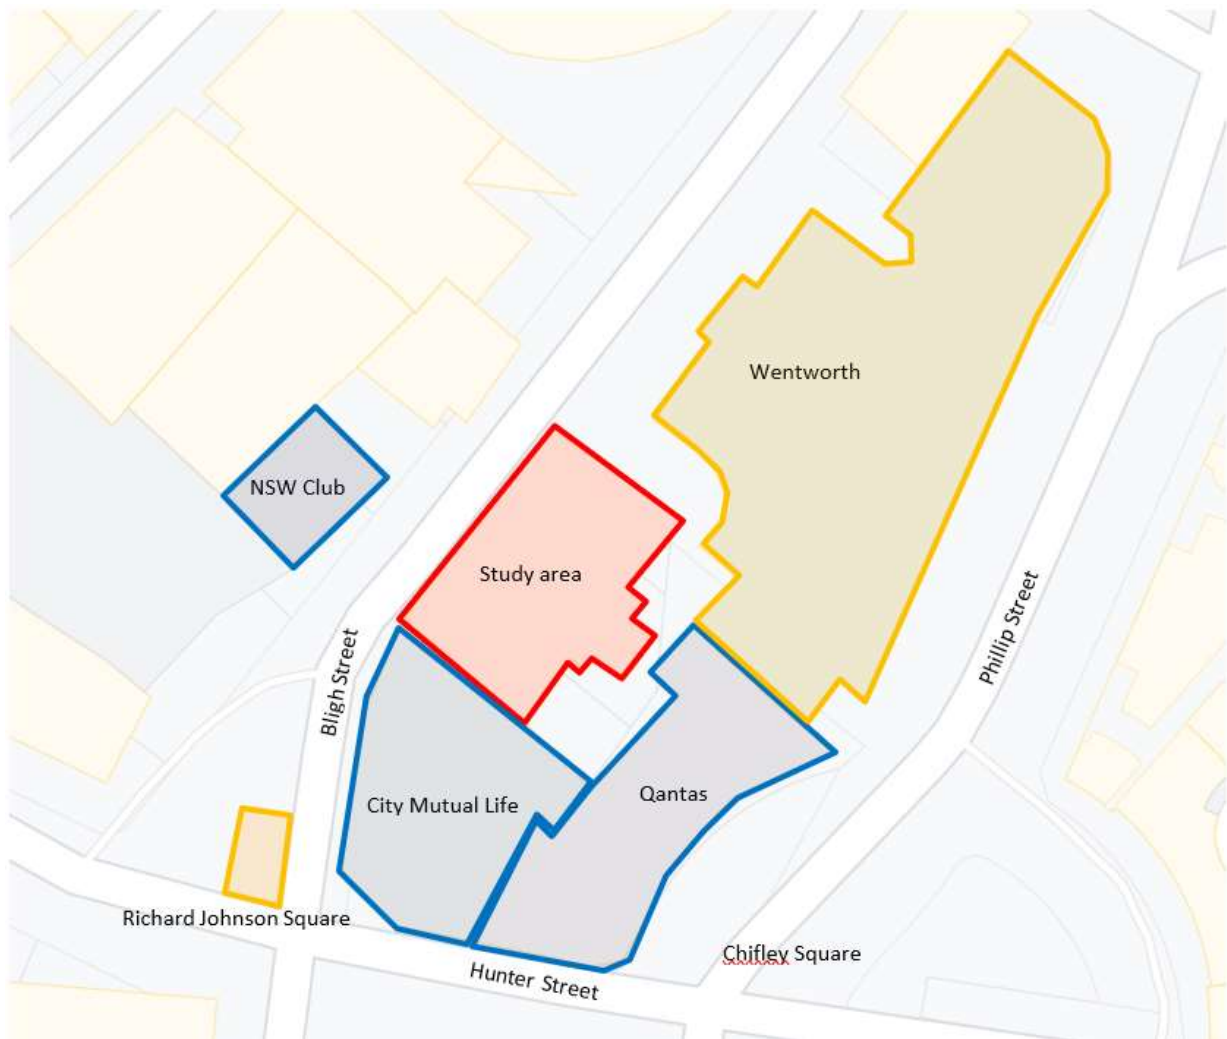 Wentworth
NSW Club
Study area
Phillip Street
Bligh Street
Qantas
City Mutual Life
Richard Johnson Square
Chifley Square
Hunter Street